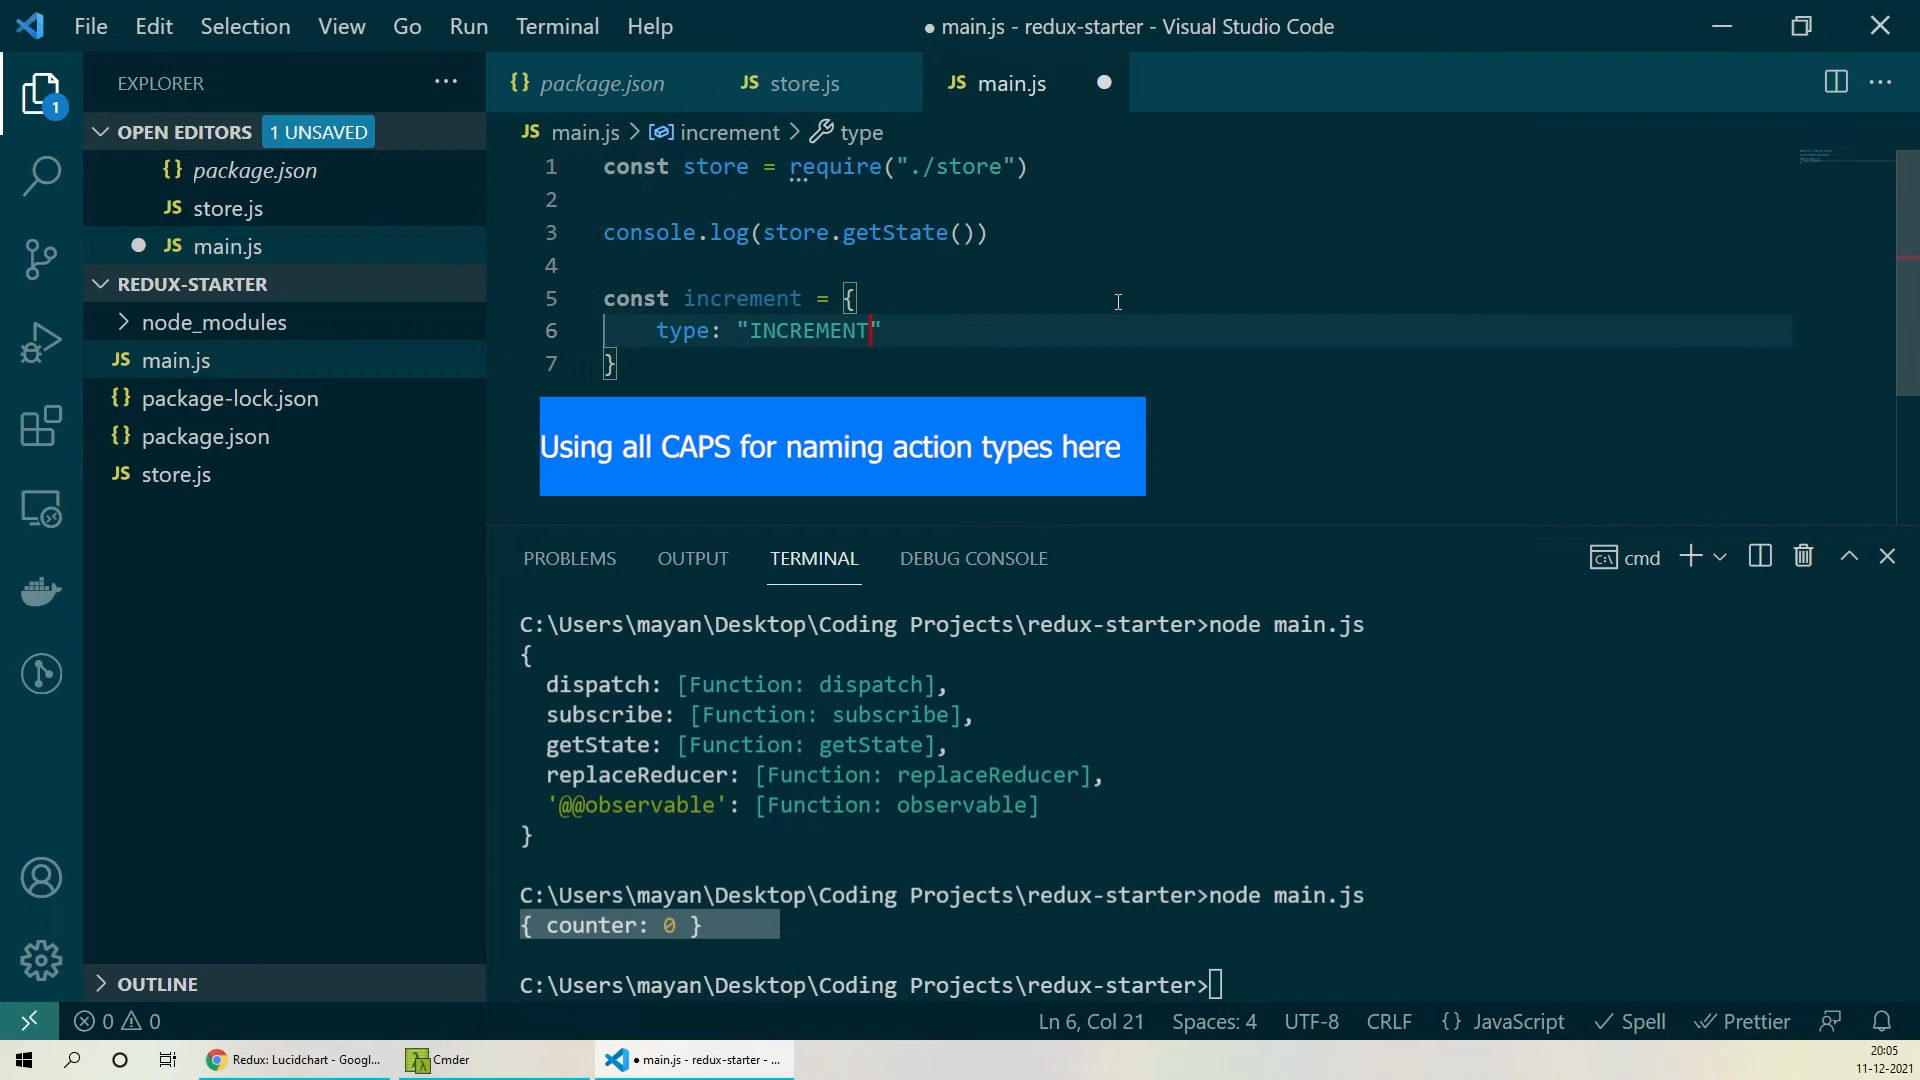 File Edit Selection View Go Run Terminal Help
● main.js - redux-starter - Visual Studio Code
EXPLORER
{} package.json
JS store.js
JS main.js
1
OPEN EDITORS 1 UNSAVED
{} package.json
JS store.js
JS main.js
REDUX-STARTER
node_modules
JS main.js
{} package-lock.json
{} package.json
JS store.js
OUTLINE
JS main.js > increment > type
1 const store = require("./store")
2
3 console.log(store.getState())
4
5 const increment = {
6 type: "INCREMENT"
7 }
Using all CAPS for naming action types here
PROBLEMS OUTPUT TERMINAL DEBUG CONSOLE
cmd
C:\Users\mayan\Desktop\Coding Projects\redux-starter>node main.js
{
dispatch: [Function: dispatch],
subscribe: [Function: subscribe],
getState: [Function: getState],
replaceReducer: [Function: replaceReducer],
'@@observable': [Function: observable]
}
C:\Users\mayan\Desktop\Coding Projects\redux-starter>node main.js
{ counter: 0 }
C:\Users\mayan\Desktop\Coding Projects\redux-starter>
0 0
Ln 6, Col 21 Spaces: 4 UTF-8 CRLF {} JavaScript Spell Prettier
Redux: Lucidchart - Googl...
Cmder
● main.js - redux-starter - ...
20:05
11-12-2021